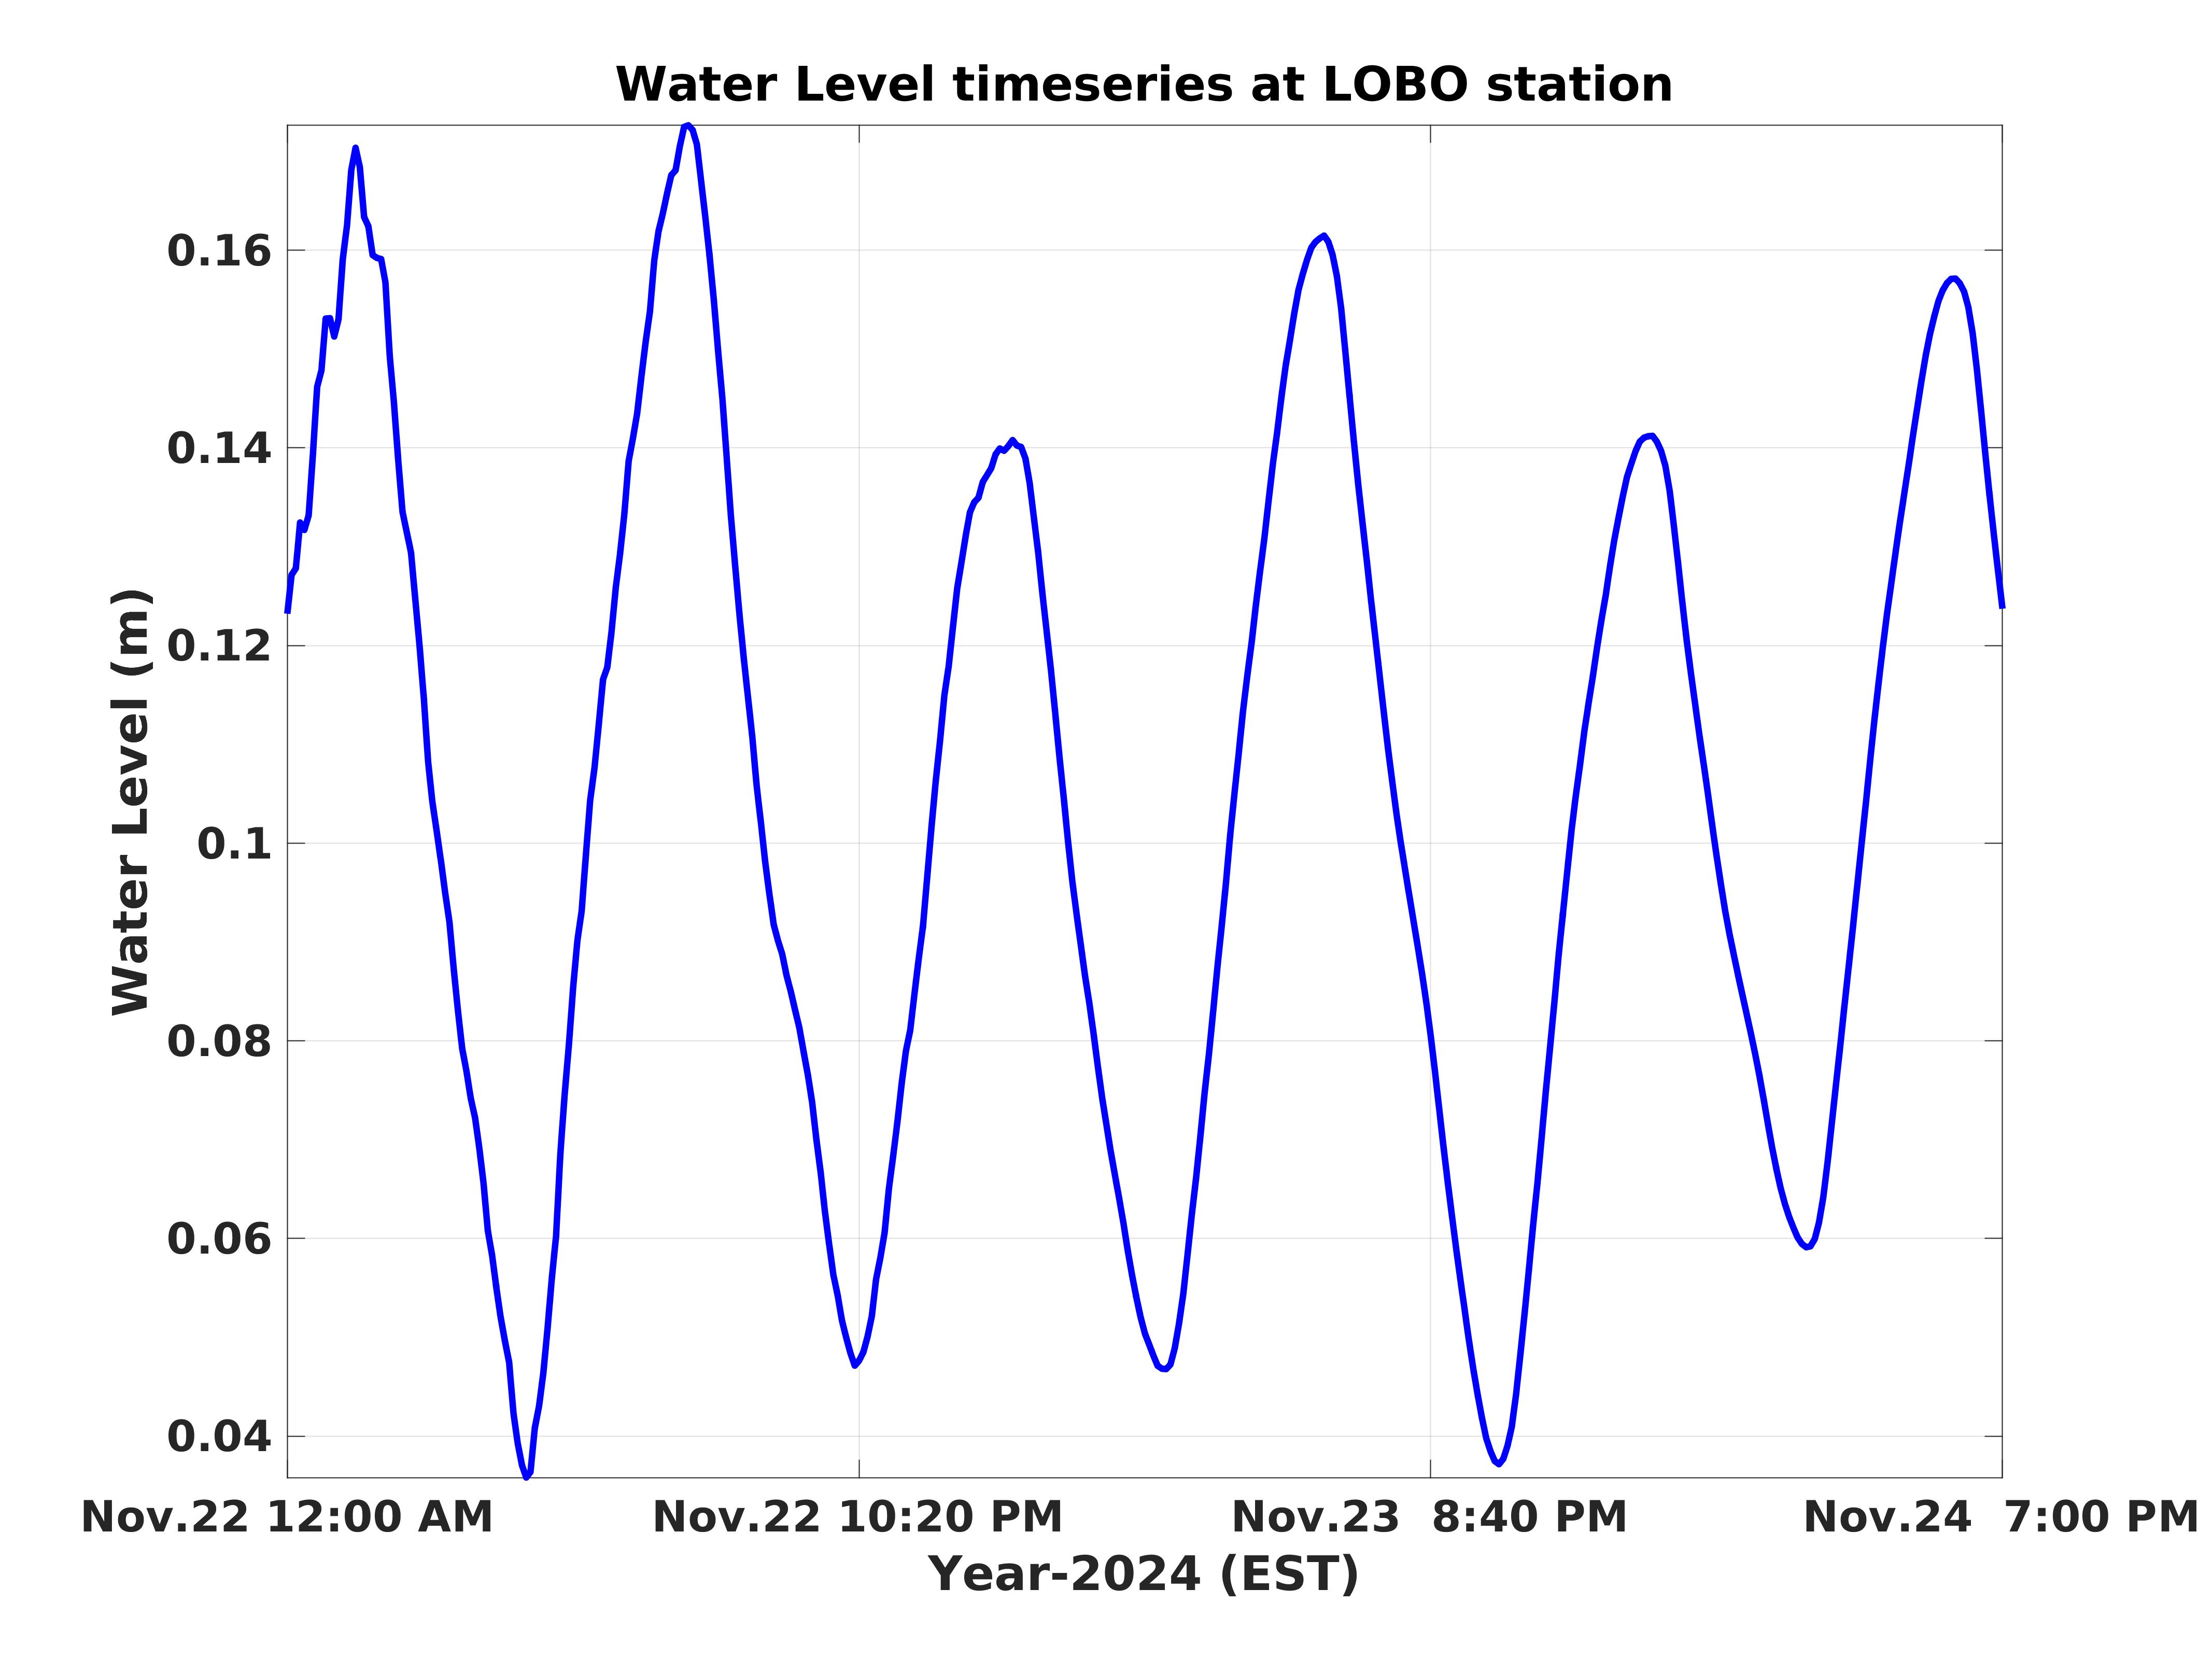 Water Level timeseries at LOBO station
Water Level (m)
0.16
0.14
0.12
0.1
0.08
0.06
0.04
Nov.22 12:00 AM
Nov.22 10:20 PM
Nov.23 8:40 PM
Nov.24 7:00 PM
Year-2024 (EST)